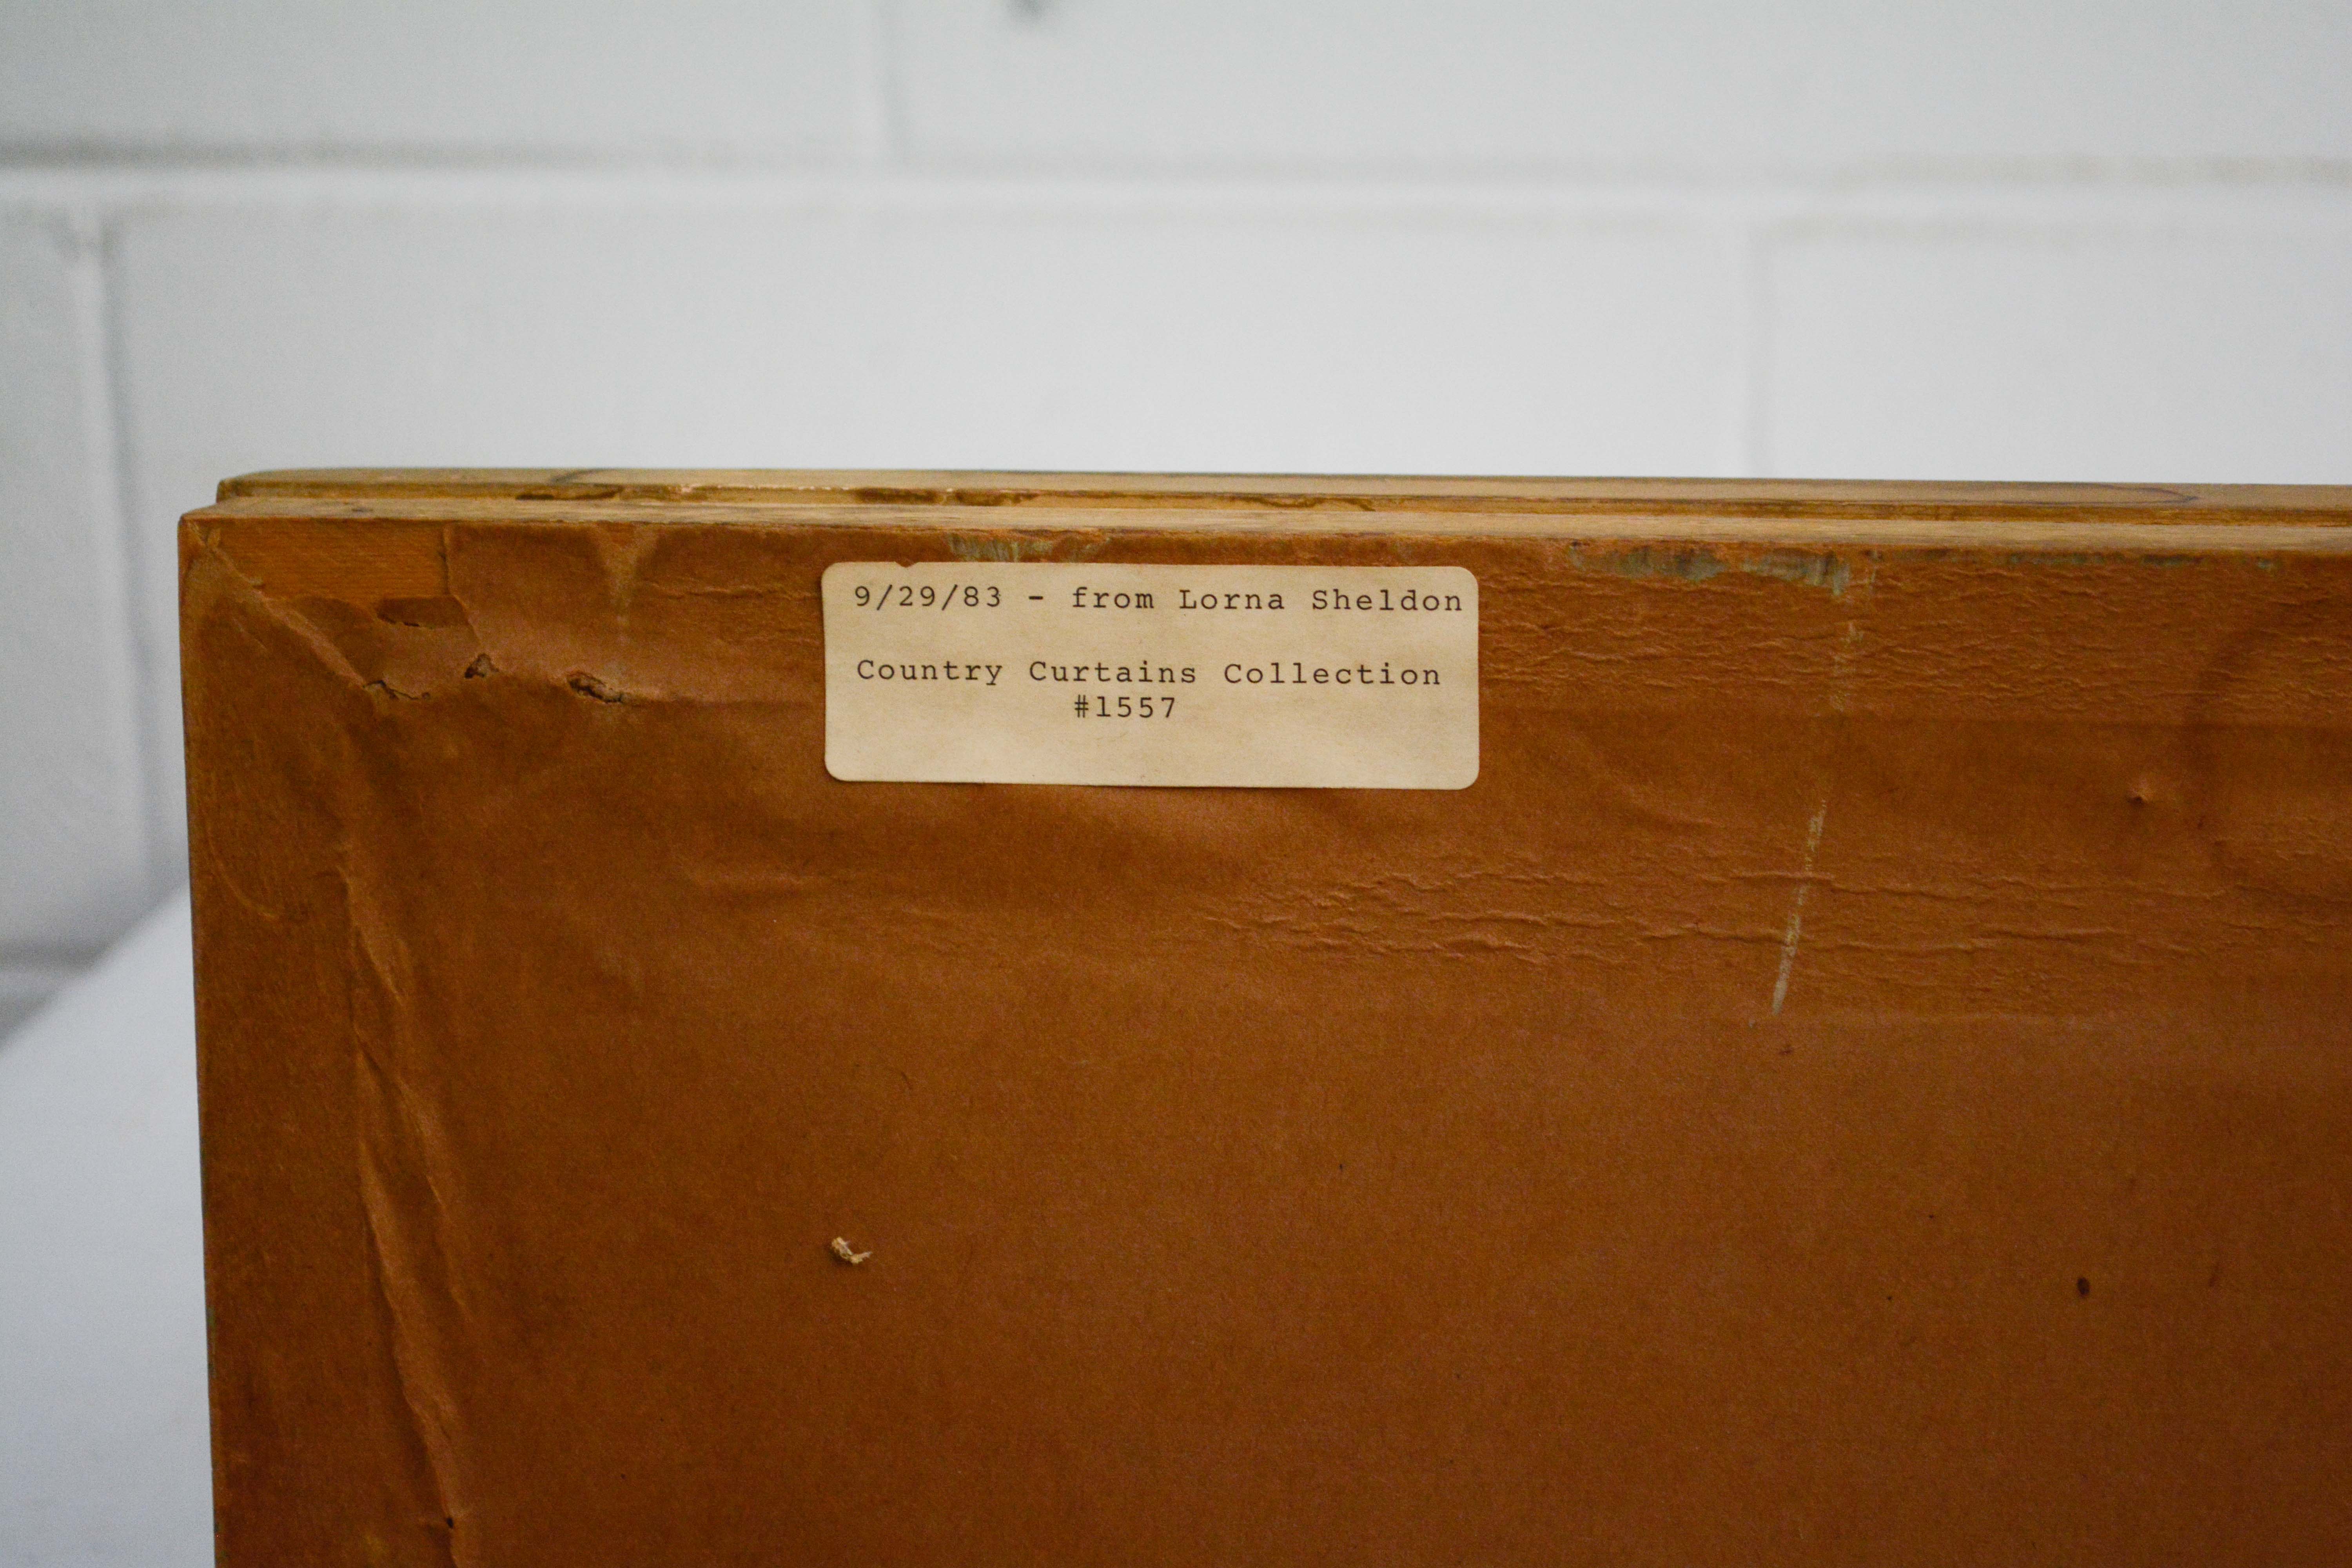 9/29/83 - from Lorna Sheldon
Country Curtains Collection
#1557